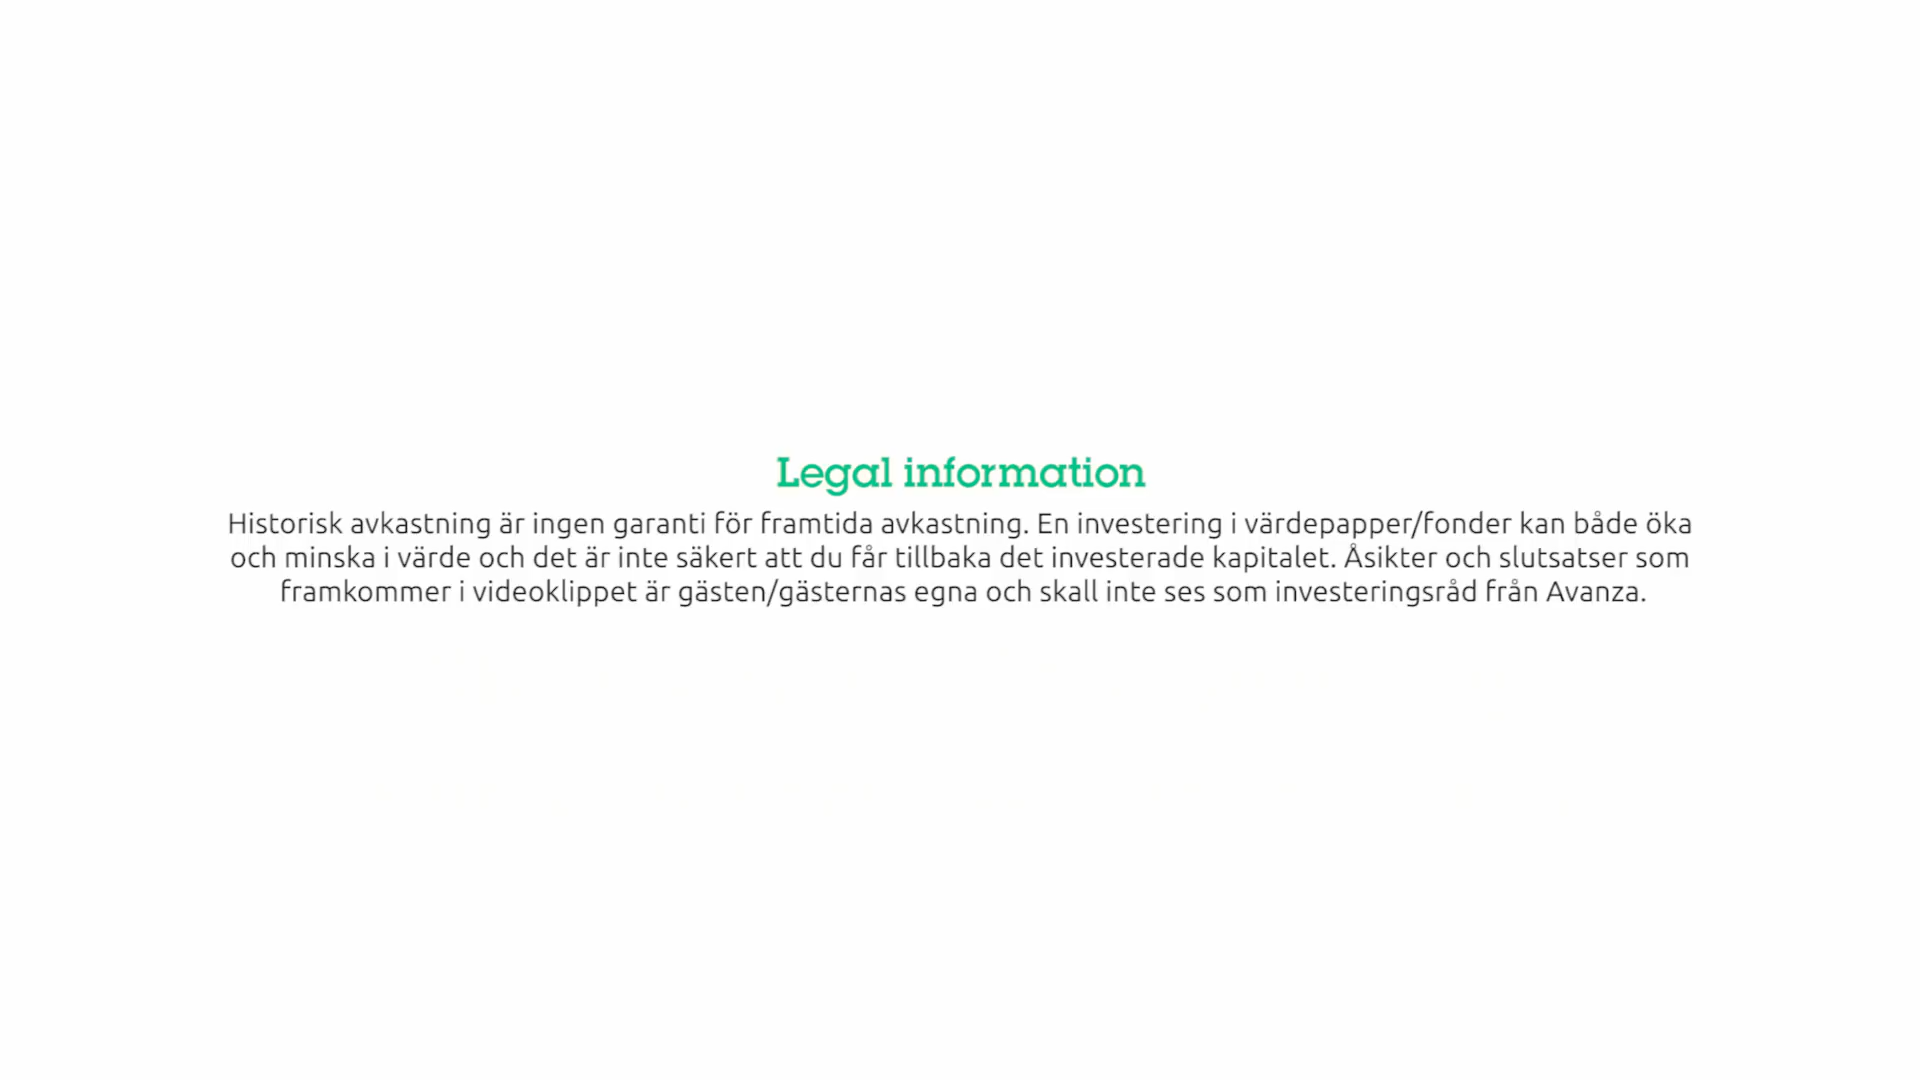 Legal information
Historisk avkastning är ingen garanti för framtida avkastning. En investering i värdepapper/fonder kan både öka
och minska i värde och det är inte säkert att du får tillbaka det investerade kapitalet. Åsikter och slutsatser som
framkommer i videoklippet är gästen/gästernas egna och skall inte ses som investeringsråd från Avanza.